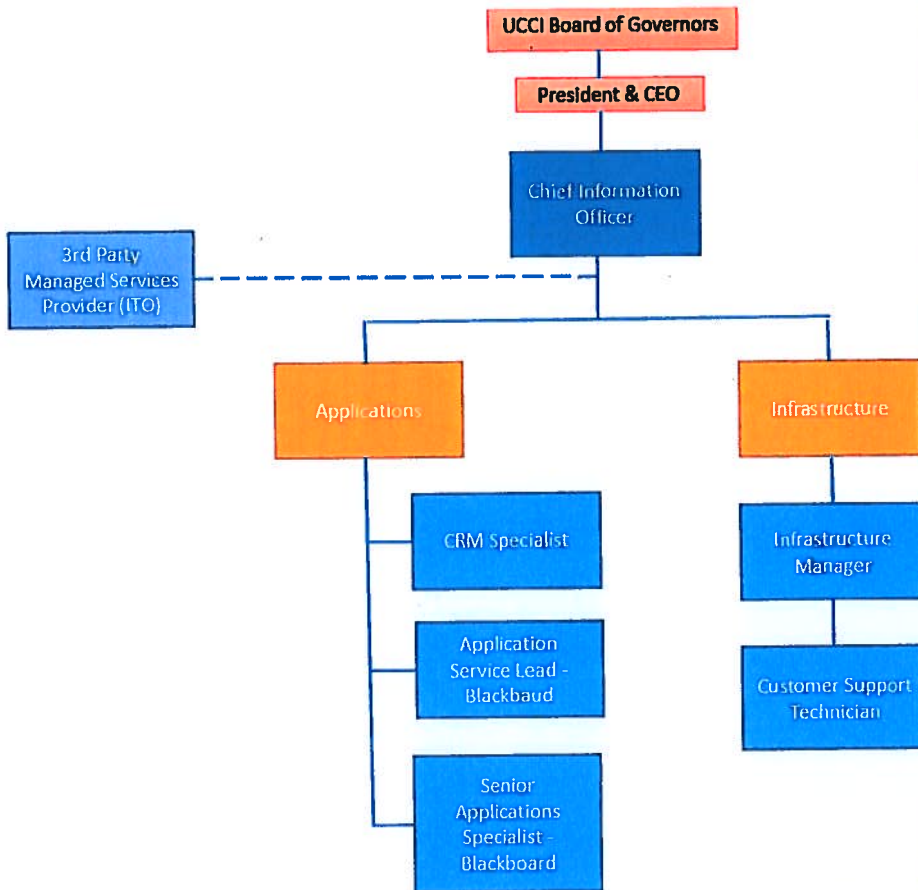 UCCI Board of Governors
President & CEO
Chief Information
Officer
3rd Party
Managed Services
Provider (ITO)
Applications
Infrastructure
CRM Specialist
Infrastructure
Manager
Application
Service Lead -
Blackbaud
Customer Support
Technician
Senior
Applications
Specialist -
Blackboard